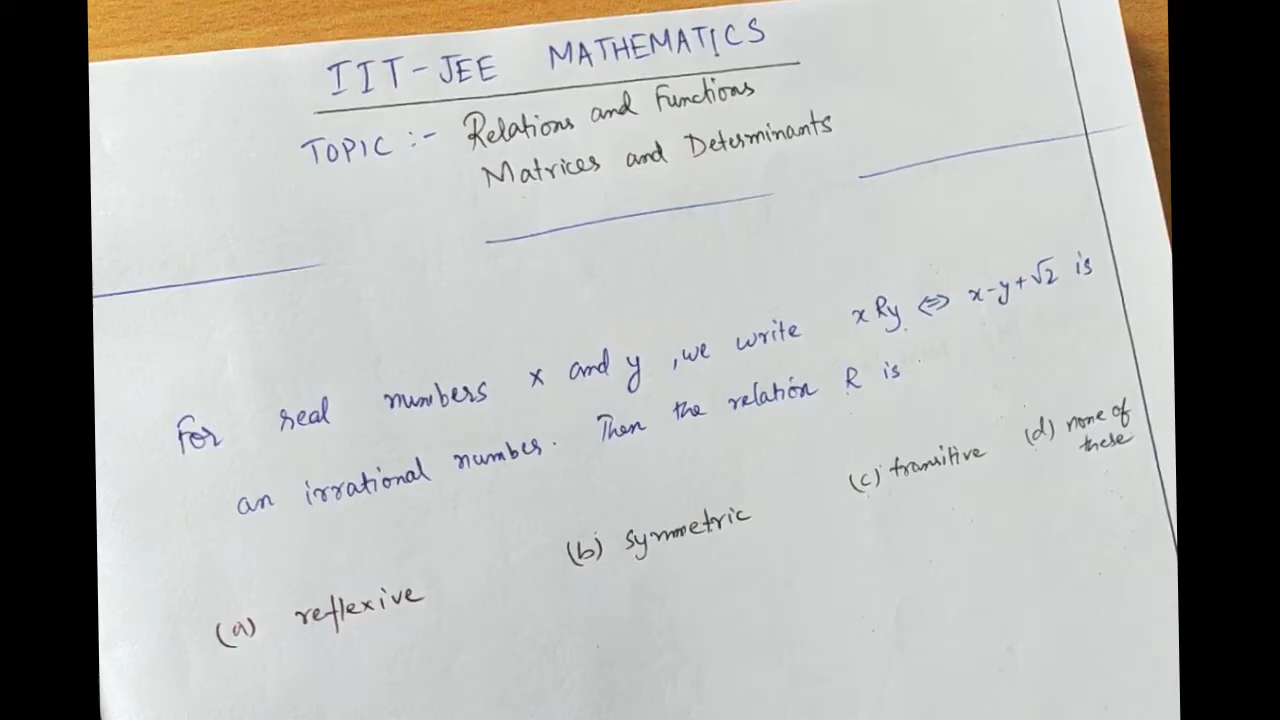 IIT-JEE MATHEMATICS
TOPIC :- Relations and Functions
Matrices and Determinants
For real numbers x and y, we write x Ry ⇔ x-y+√2 is
an irrational number. Then the relation R is
(a) reflexive (b) symmetric (c) transitive (d) none of
these